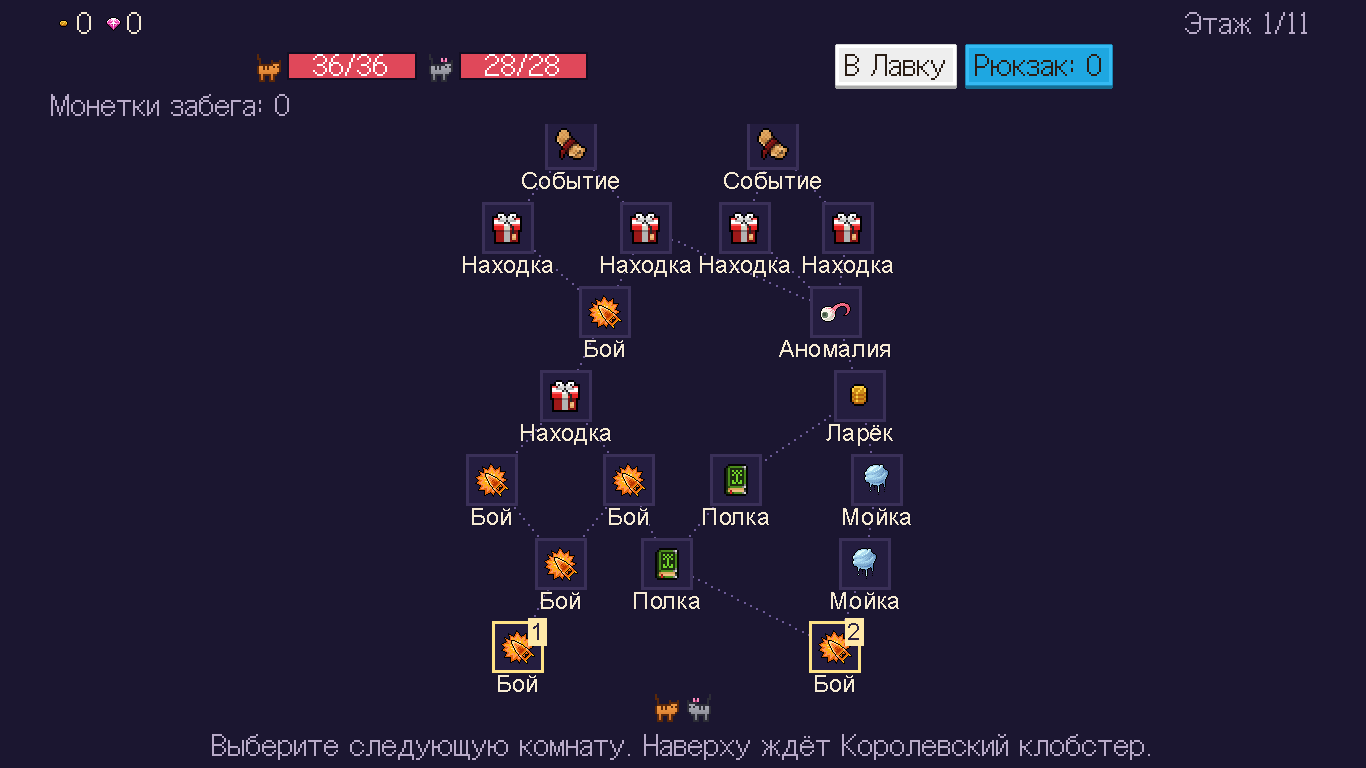 0 0
Этаж 1/11
36/36 28/28
В Лавку Рюкзак: 0
Монетки забега: 0
Событие Событие
Находка Находка Находка Находка
Бой Аномалия
Находка Ларёк
Бой Бой Полка Мойка
Бой Полка Мойка
1 2
Бой Бой
Выберите следующую комнату. Наверху ждёт Королевский клобстер.